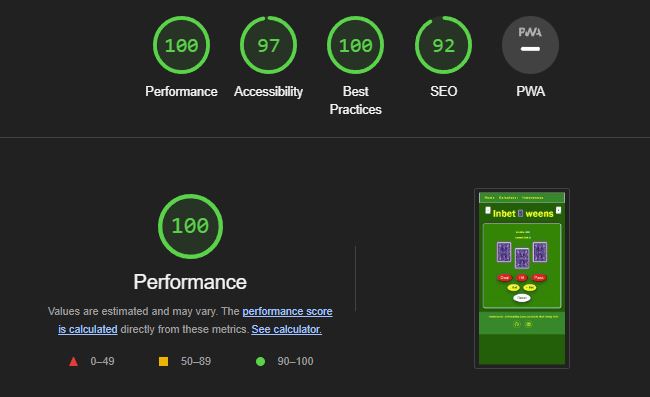 100
97
100
92
PWA
Performance
Accessibility
Best
Practices
SEO
PWA
100
Performance
Values are estimated and may vary. The performance score
is calculated directly from these metrics. See calculator.
0–49
50–89
90–100
Inbet weens
Deal
Pass